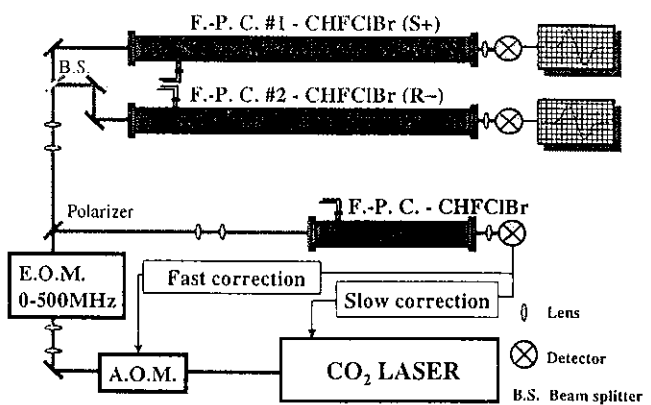 F.-P. C. #1 - CHFClBr (S+)
B.S.
F.-P. C. #2 - CHFClBr (R-)
Polarizer
F.-P. C. - CHFClBr
E.O.M.
0-500MHz
Fast correction
Slow correction
Lens
A.O.M.
CO₂ LASER
Detector
B.S. Beam splitter